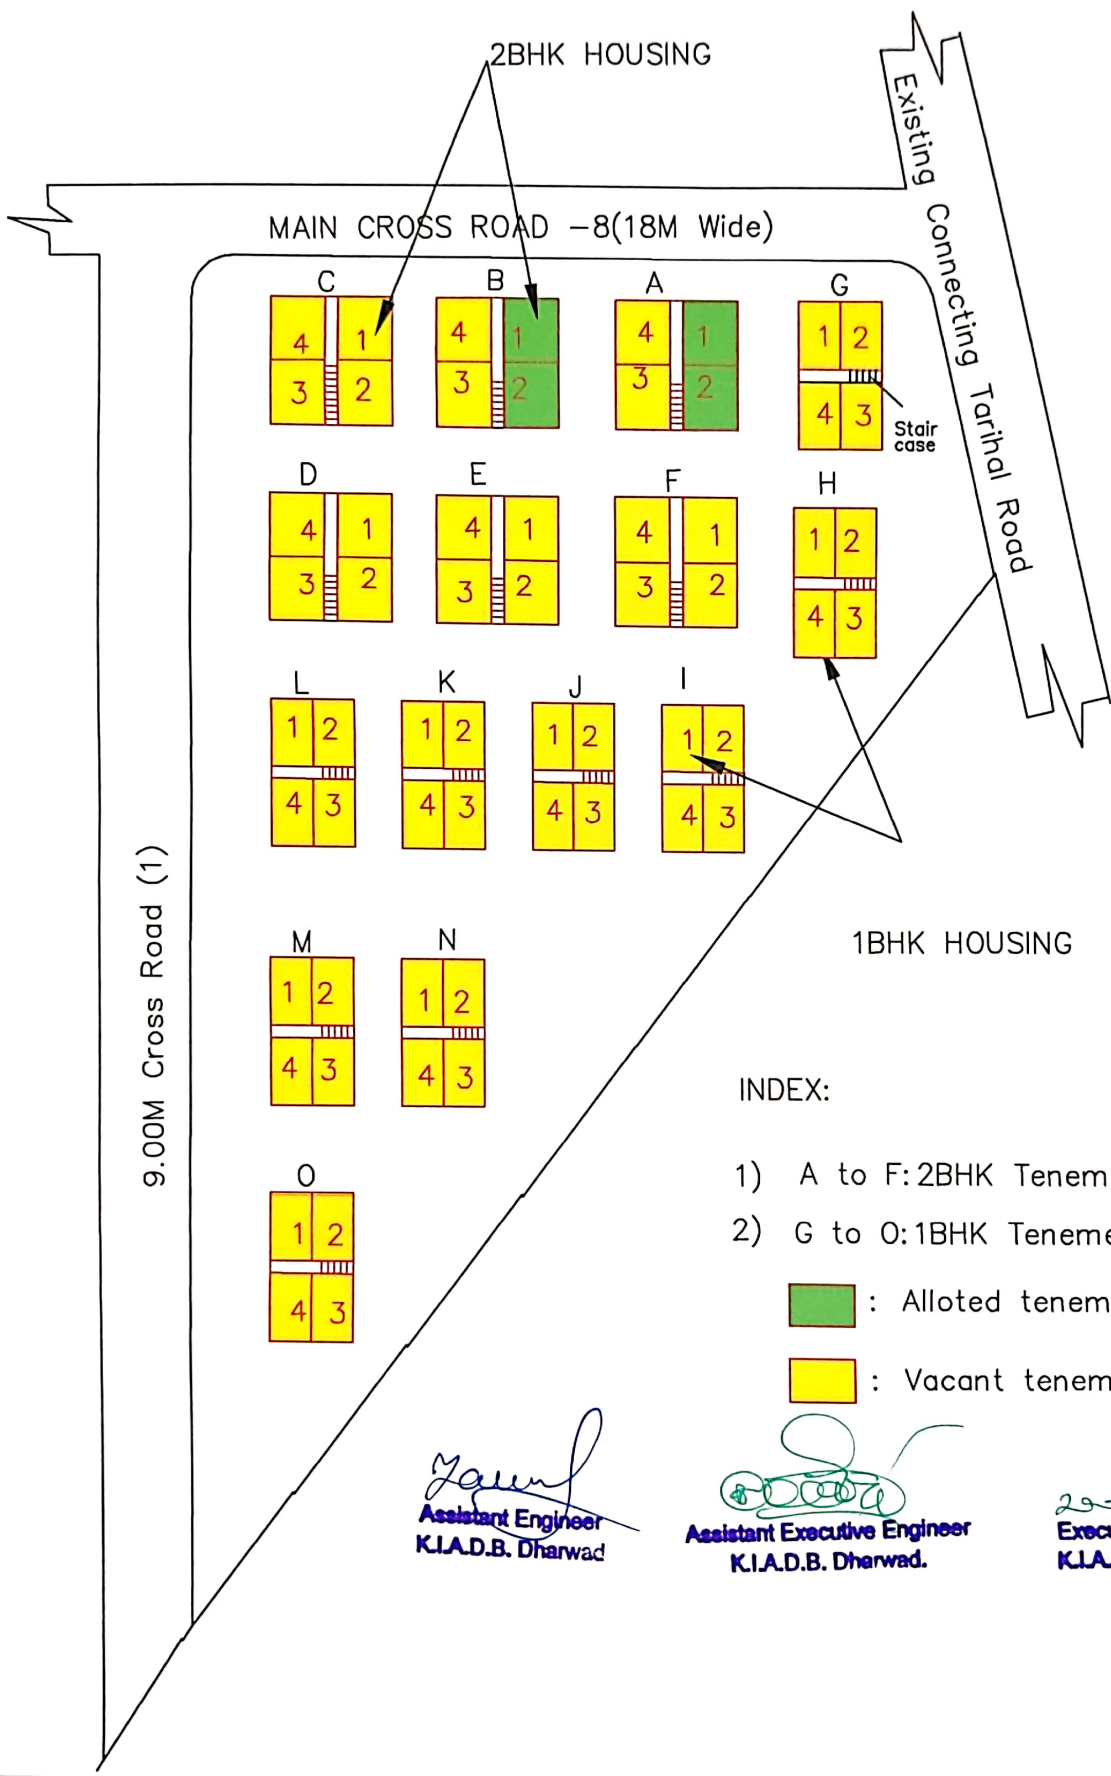 2BHK HOUSING
Existing Connecting Tarihal Road
MAIN CROSS ROAD -8(18M Wide)
C B A G
4 1 4 1 4 1 1 2
3 2 3 2 3 2 4 3
Stair
case
D E F H
4 1 4 1 4 1 1 2
3 2 3 2 3 2 4 3
L K J I
1 2 1 2 1 2 1 2
4 3 4 3 4 3 4 3
9.00M Cross Road (1)
1BHK HOUSING
M N
1 2 1 2
4 3 4 3
INDEX:
1) A to F:2BHK Tenem
2) G to O:1BHK Teneme
O
1 2
4 3
: Alloted tenem
: Vacant tenem
Assistant Engineer
K.I.A.D.B. Dharwad
Assistant Executive Engineer
K.I.A.D.B. Dharwad.
Execu
K.I.A.